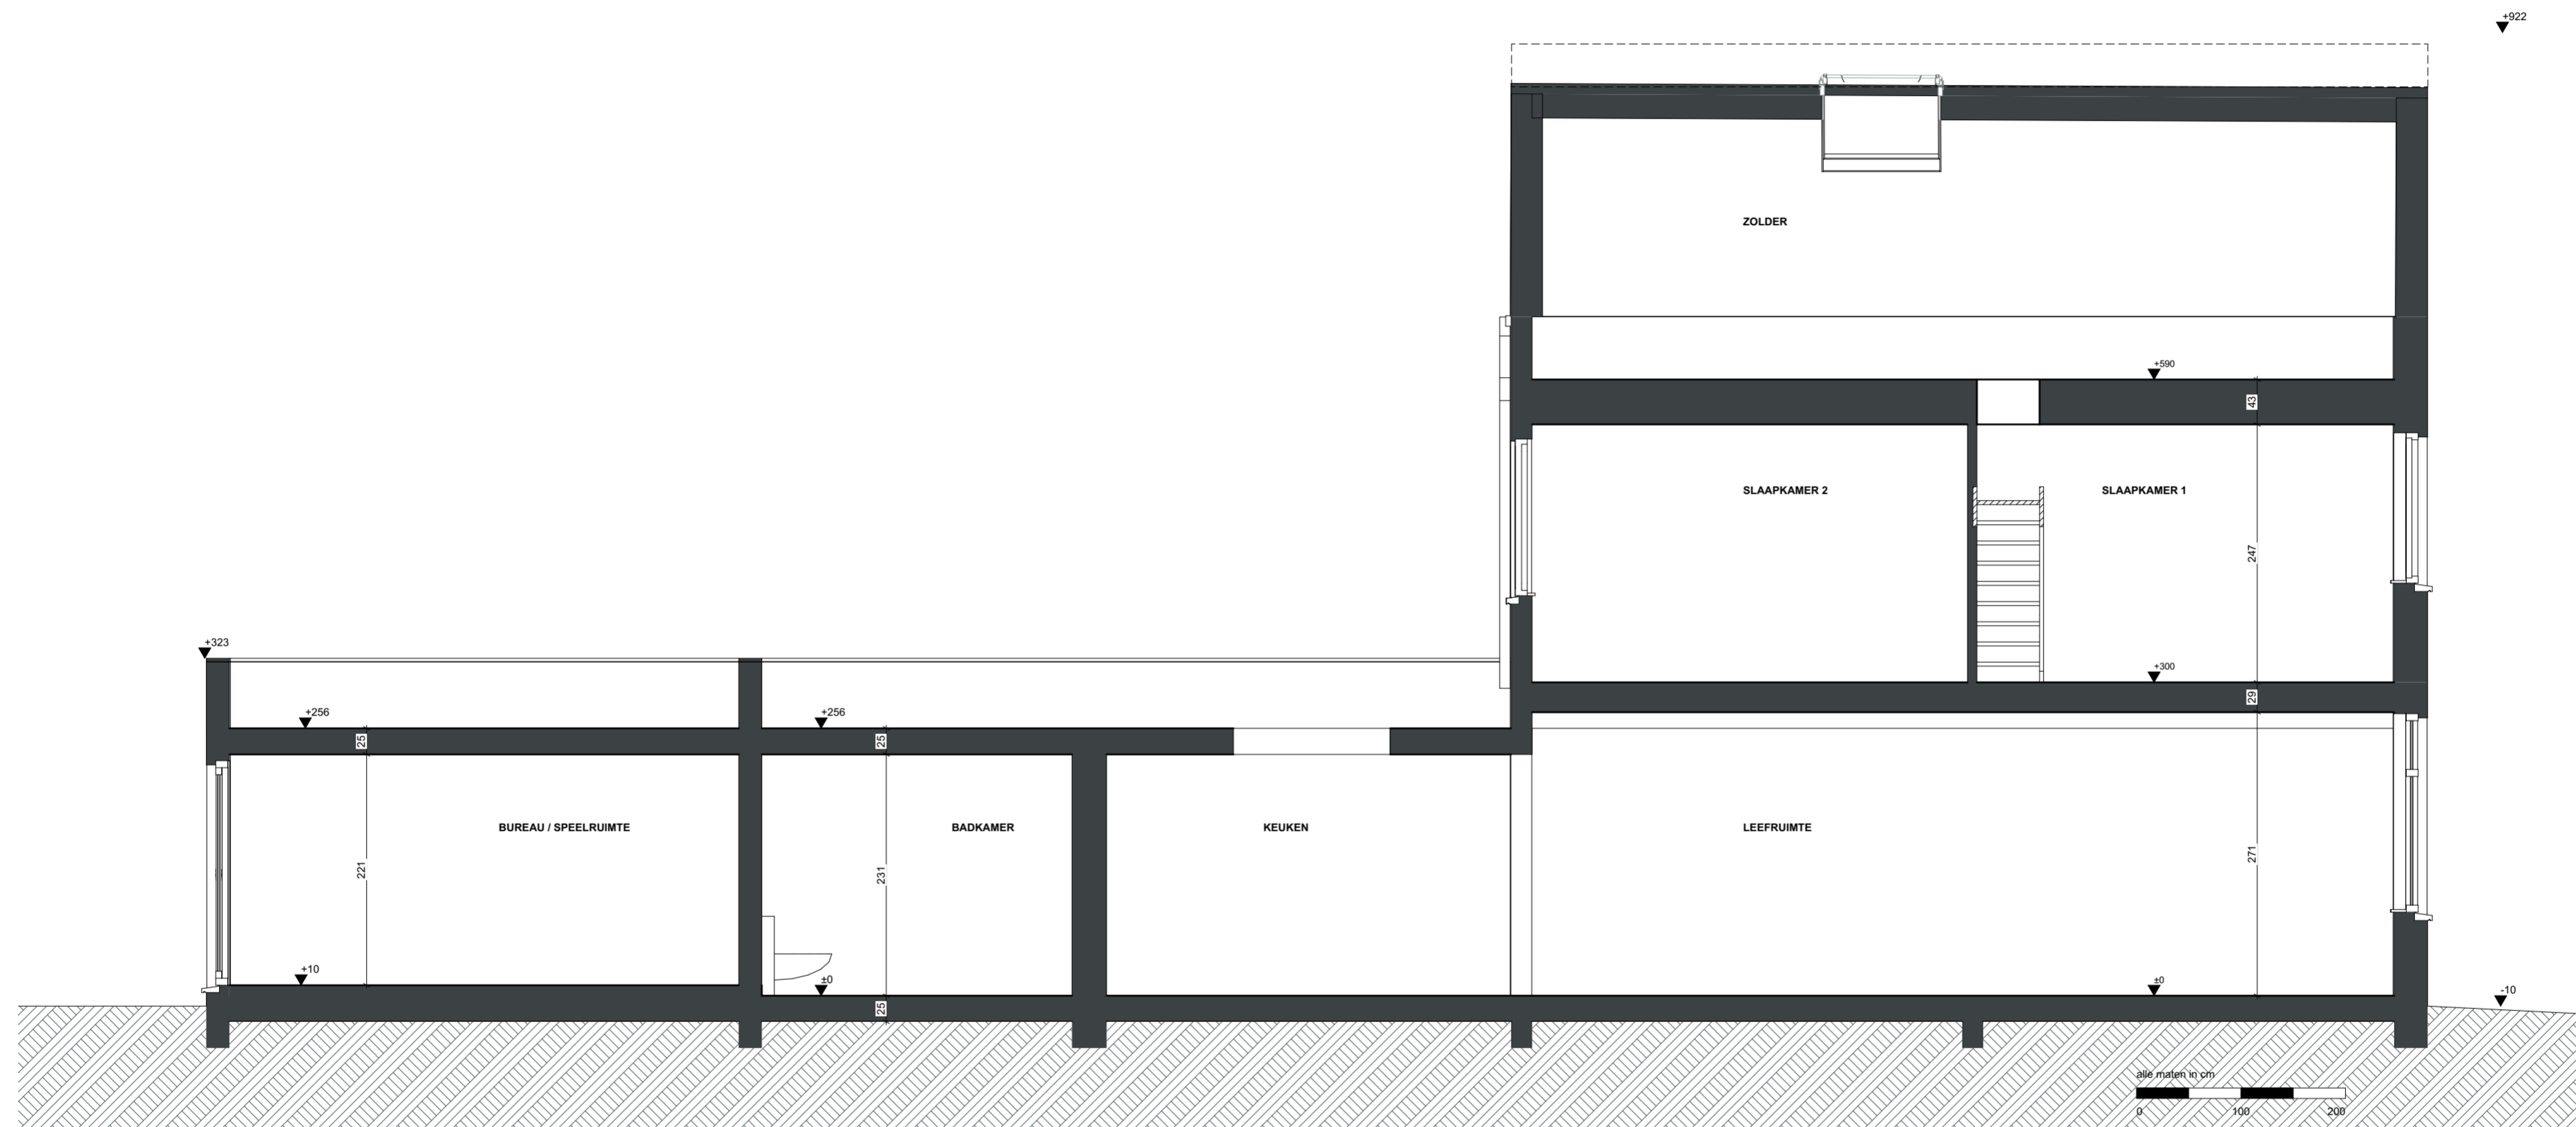 +922
ZOLDER
+590
43
SLAAPKAMER 2
SLAAPKAMER 1
247
+323
+300
29
+256
+256
25
25
BUREAU / SPEELRUIMTE
BADKAMER
KEUKEN
LEEFRUIMTE
221
231
271
+10
±0
±0
-10
25
alle maten in cm
0
100
200